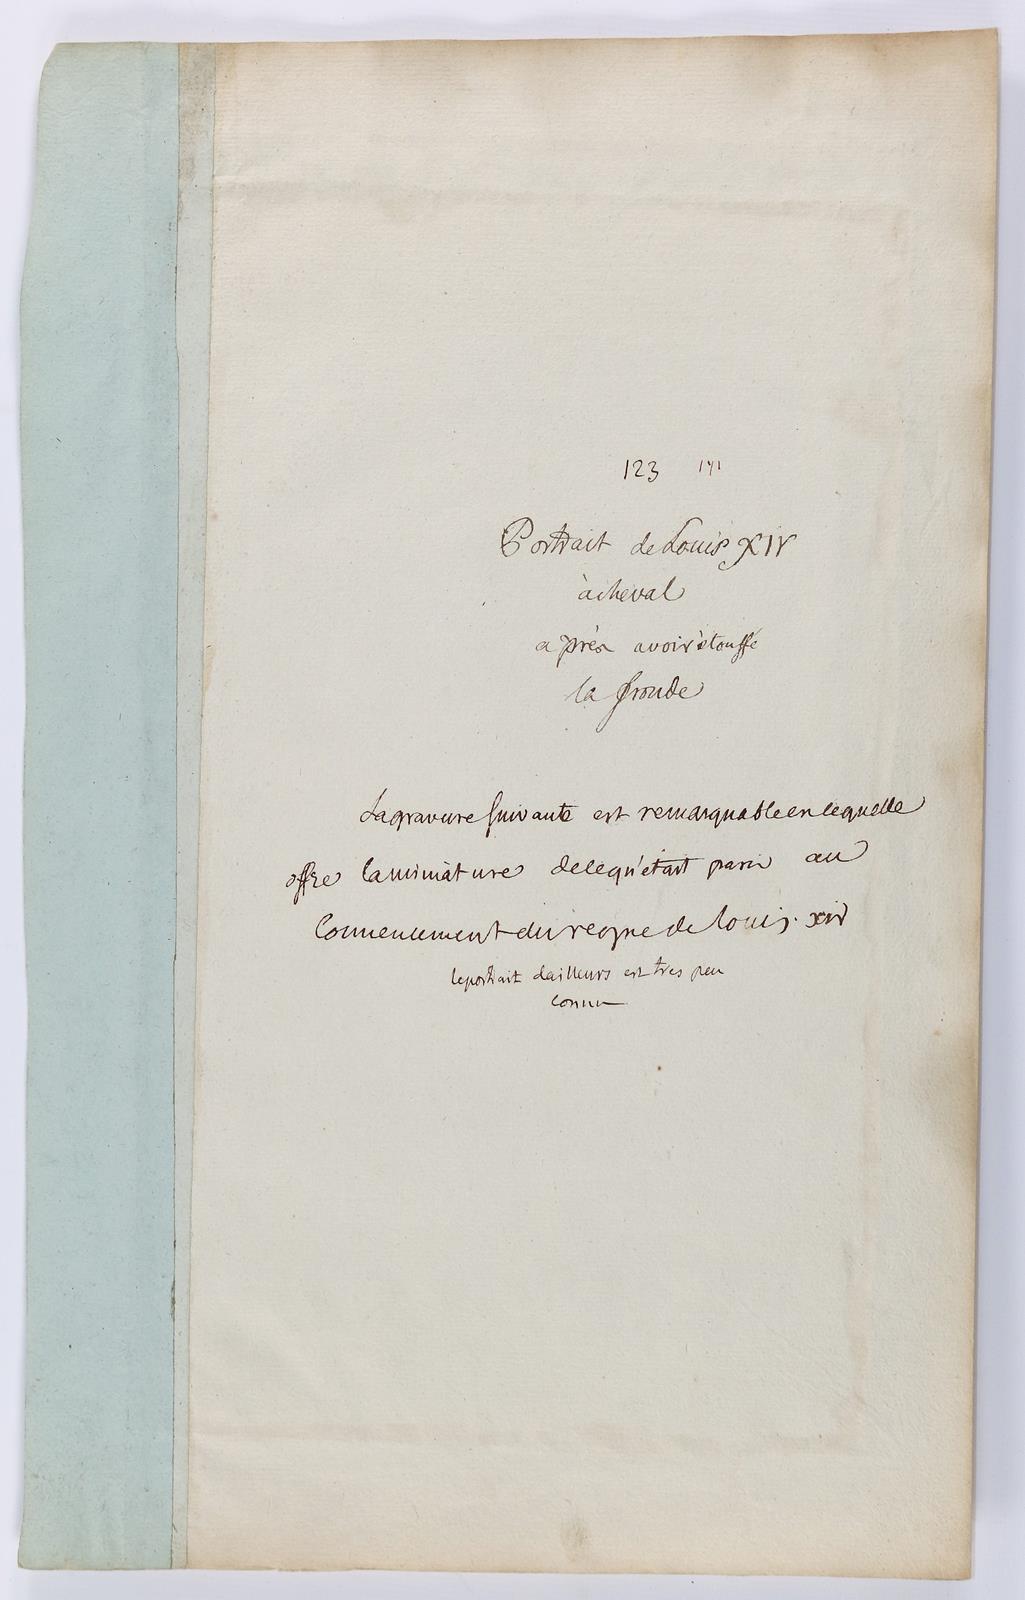 123 171
Portrait de Louis XIV
à cheval
après avoir étouffé
la fronde
La gravure suivante est remarquable en ce qu'elle
offre la miniàture de ce qu'était paris au
Commencement du regne de louis. xiv
le portrait d'ailleurs est tres peu
connu